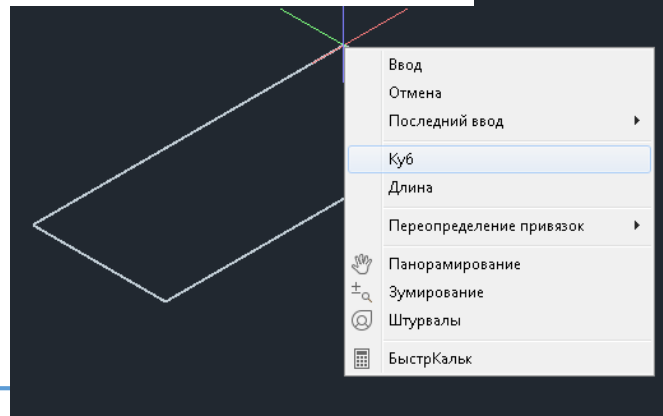 Ввод
Отмена
Последний ввод
Куб
Длина
Переопределение привязок
Панорамирование
Зумирование
Штурвалы
БыстрКальк